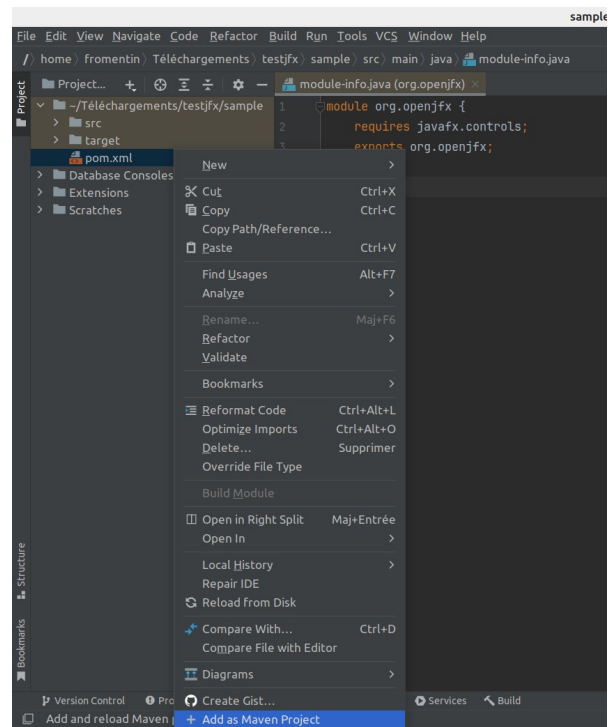 sample
File Edit View Navigate Code Refactor Build Run Tools VCS Window Help
/ home fromentin Téléchargements testjfx sample src main java module-info.java
Project
Project...
module-info.java (org.openjfx)
~/Téléchargements/testjfx/sample
1 module org.openjfx {
src
2 requires javafx.controls;
target
3 exports org.openjfx;
pom.xml
Database Consoles
Extensions
Scratches
New
Cut Ctrl+X
Copy Ctrl+C
Copy Path/Reference...
Paste Ctrl+V
Find Usages Alt+F7
Analyze
Rename... Maj+F6
Refactor
Validate
Bookmarks
Reformat Code Ctrl+Alt+L
Optimize Imports Ctrl+Alt+O
Delete... Supprimer
Override File Type
Build Module
Open in Right Split Maj+Entrée
Open In
Local History
Repair IDE
Reload from Disk
Compare With... Ctrl+D
Compare File with Editor
Diagrams
Create Gist...
Add as Maven Project
Structure
Bookmarks
Version Control Services Build
Add and reload Maven